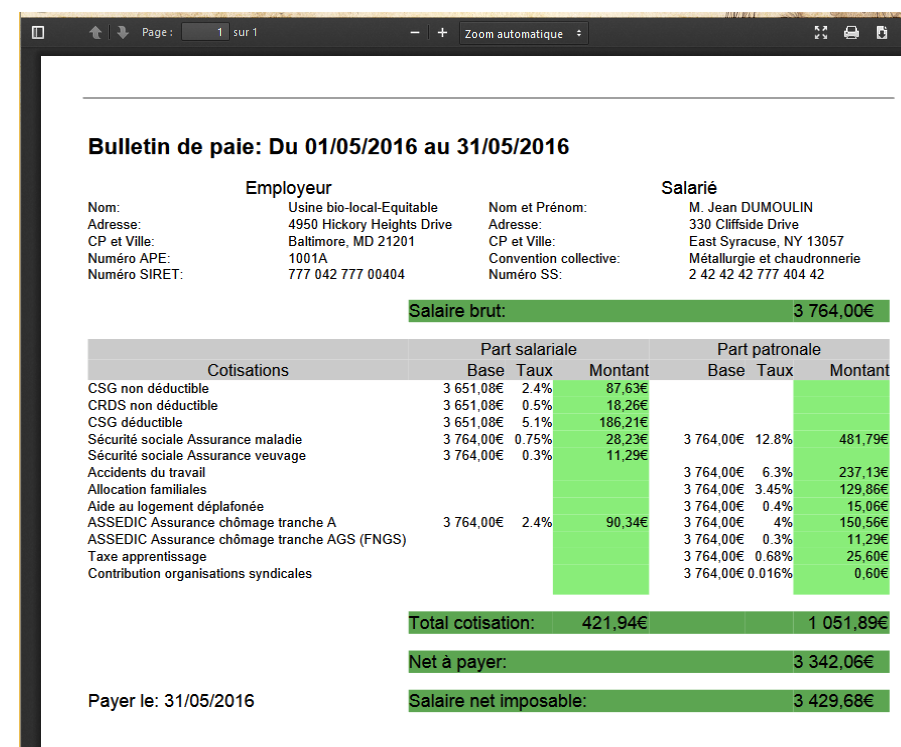 Page : 1 sur 1 − + Zoom automatique
Bulletin de paie: Du 01/05/2016 au 31/05/2016
Employeur Salarié
Nom: Usine bio-local-Equitable Nom et Prénom: M. Jean DUMOULIN
Adresse: 4950 Hickory Heights Drive Adresse: 330 Cliffside Drive
CP et Ville: Baltimore, MD 21201 CP et Ville: East Syracuse, NY 13057
Numéro APE: 1001A Convention collective: Métallurgie et chaudronnerie
Numéro SIRET: 777 042 777 00404 Numéro SS: 2 42 42 42 777 404 42
Salaire brut: 3 764,00€
Part salariale Part patronale
Cotisations Base Taux Montant Base Taux Montant
CSG non déductible 3 651,08€ 2.4% 87,63€
CRDS non déductible 3 651,08€ 0.5% 18,26€
CSG déductible 3 651,08€ 5.1% 186,21€
Sécurité sociale Assurance maladie 3 764,00€ 0.75% 28,23€ 3 764,00€ 12.8% 481,79€
Sécurité sociale Assurance veuvage 3 764,00€ 0.3% 11,29€
Accidents du travail 3 764,00€ 6.3% 237,13€
Allocation familiales 3 764,00€ 3.45% 129,86€
Aide au logement déplafonée 3 764,00€ 0.4% 15,06€
ASSEDIC Assurance chômage tranche A 3 764,00€ 2.4% 90,34€ 3 764,00€ 4% 150,56€
ASSEDIC Assurance chômage tranche AGS (FNGS) 3 764,00€ 0.3% 11,29€
Taxe apprentissage 3 764,00€ 0.68% 25,60€
Contribution organisations syndicales 3 764,00€ 0.016% 0,60€
Total cotisation: 421,94€ 1 051,89€
Net à payer: 3 342,06€
Payer le: 31/05/2016 Salaire net imposable: 3 429,68€